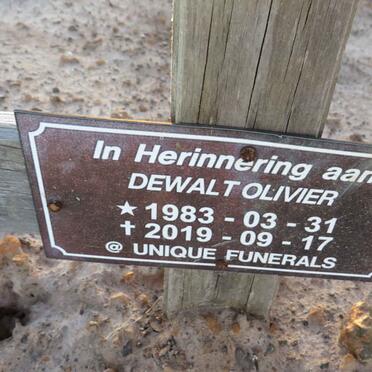 In Herinnering aan
DEWALT OLIVIER
★ 1983 - 03 - 31
✝ 2019 - 09 - 17
@ UNIQUE FUNERALS